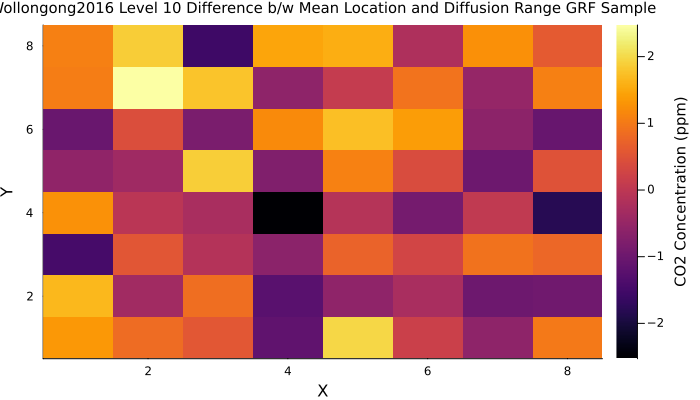 Wollongong2016 Level 10 Difference b/w Mean Location and Diffusion Range GRF Sample
8
6
4
2
Y
2 4 6 8
X
2
1
0
−1
−2
CO2 Concentration (ppm)